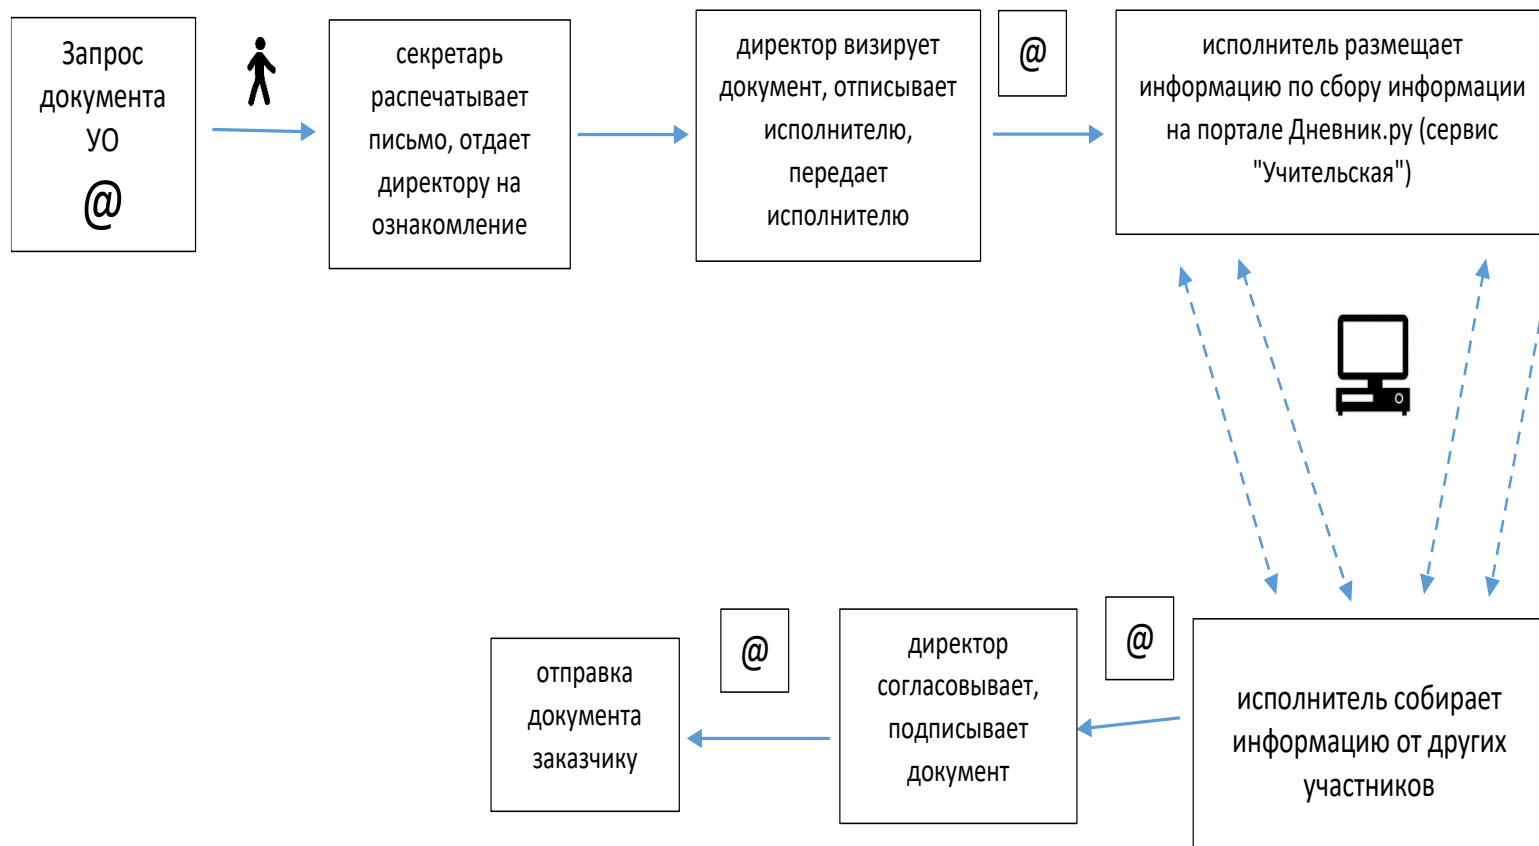 Запрос
документа
УО
@
секретарь
распечатывает
письмо, отдает
директору на
ознакомление
директор визирует
документ, отписывает
исполнителю,
передает
исполнителю
@
исполнитель размещает
информацию по сбору информации
на портале Дневник.ру (сервис
"Учительская")
отправка
документа
заказчику
@
директор
согласовывает,
подписывает
документ
@
исполнитель собирает
информацию от других
участников